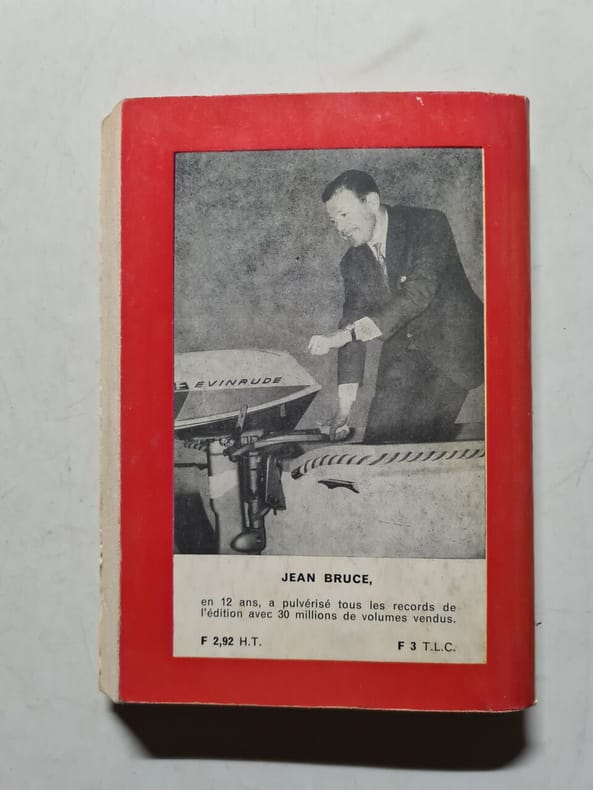 EVINRUDE
JEAN BRUCE,
en 12 ans, a pulvérisé tous les records de
l'édition avec 30 millions de volumes vendus.
F 2,92 H.T. F 3 T.L.C.